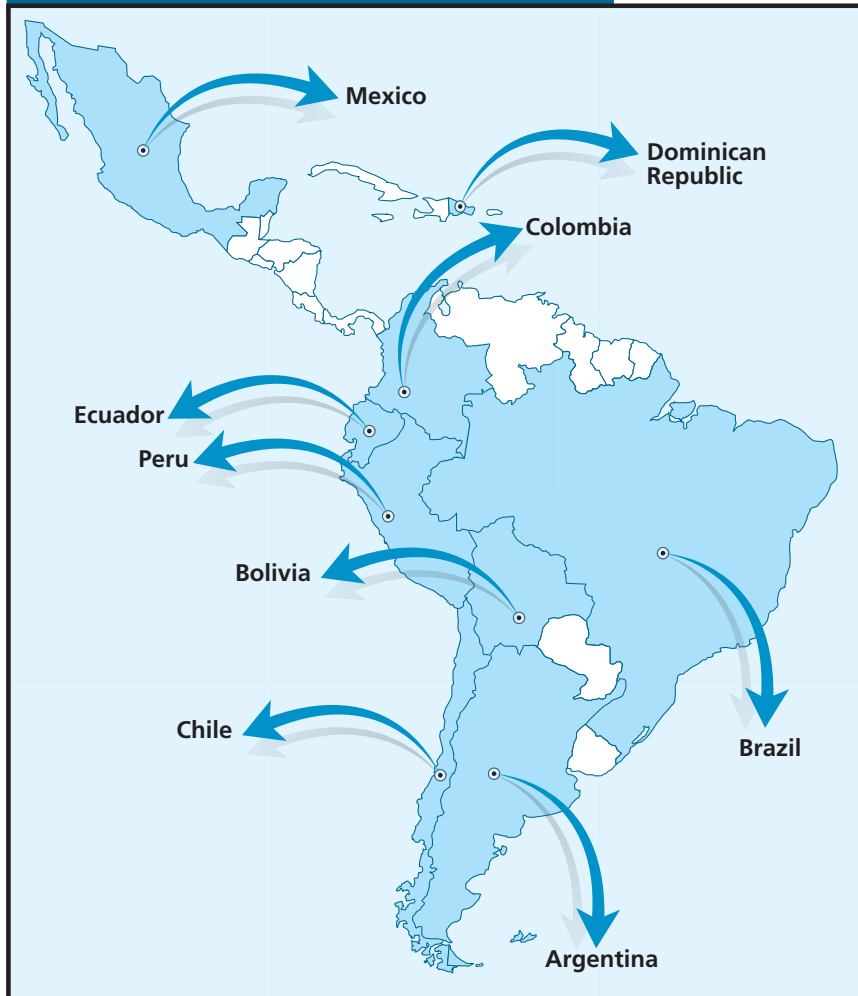 Mexico
Dominican
Republic
Colombia
Ecuador
Peru
Bolivia
Chile
Brazil
Argentina